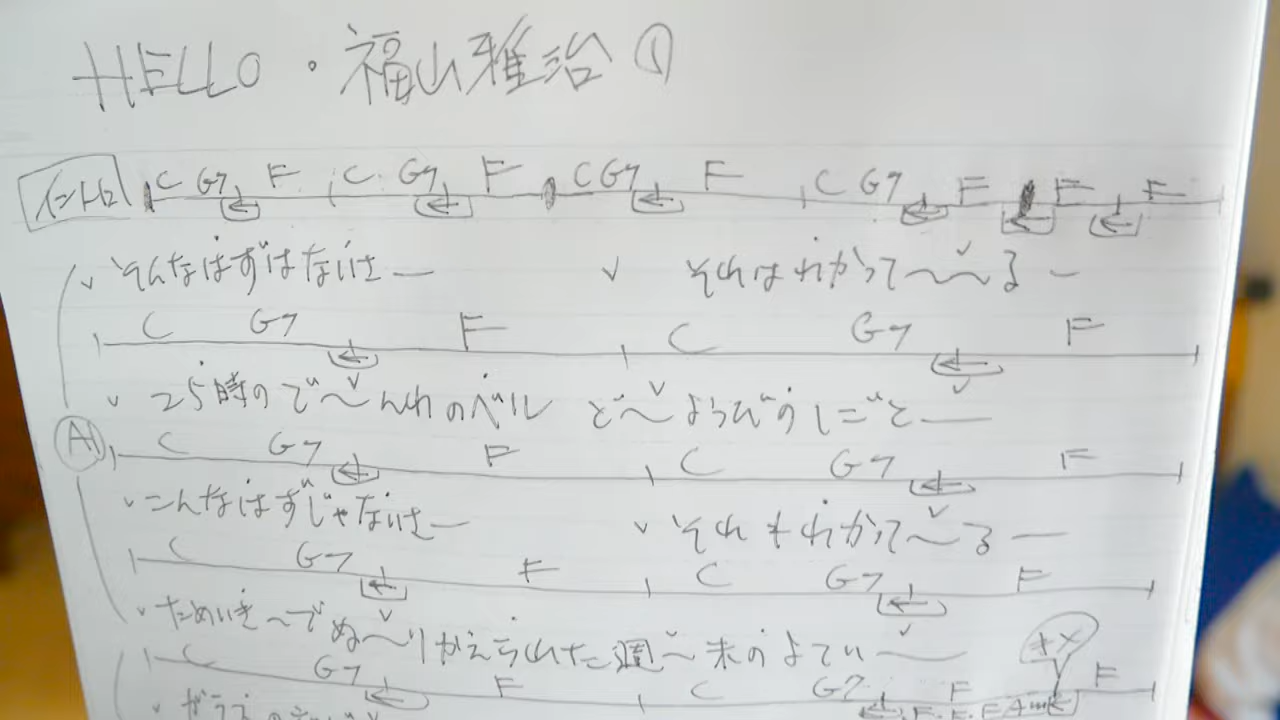 HELLO・福山雅治①
イントロ C G7 F C G7 F C G7 F C G7 F F F
そんなはずはないさー それはわかって〜〜るー
C G7 F C G7 F
25時ので〜んわのベル ど〜ようびのしごとー
A1 C G7 F C G7 F
こんなはずじゃないさー それもわかって〜るー
C G7 F C G7 F
ためいき〜でぬ〜りかえられた週〜末のよていー
キメ
C G7 F C G7 F F